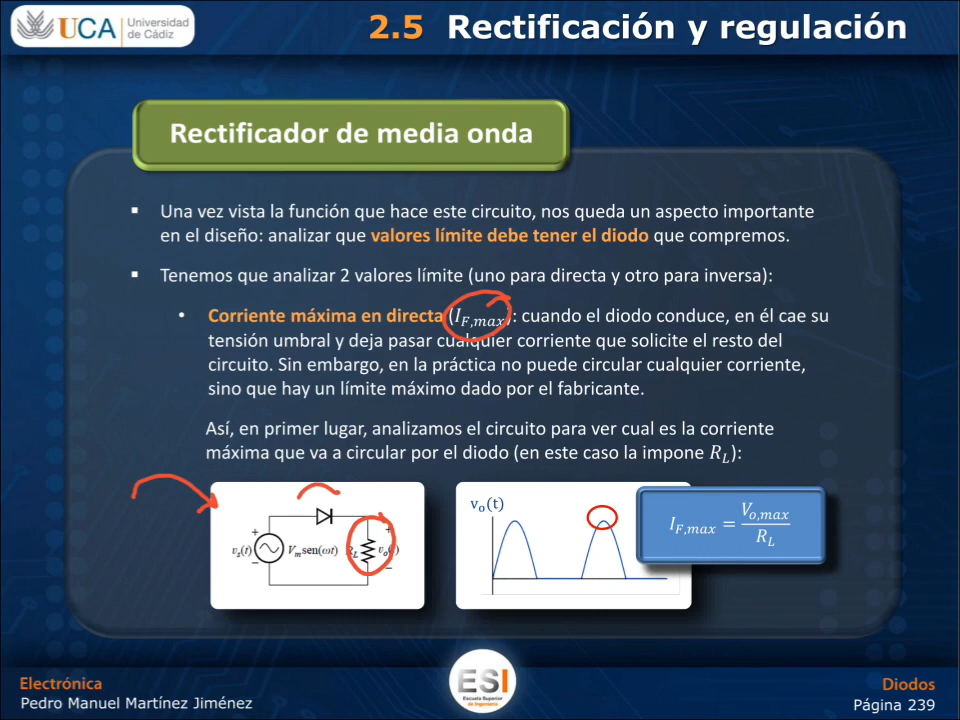 UCA Universidad de Cádiz
2.5 Rectificación y regulación
Rectificador de media onda
▪ Una vez vista la función que hace este circuito, nos queda un aspecto importante
en el diseño: analizar que valores límite debe tener el diodo que compremos.
▪ Tenemos que analizar 2 valores límite (uno para directa y otro para inversa):
• Corriente máxima en directa (I_{F,max}): cuando el diodo conduce, en él cae su
tensión umbral y deja pasar cualquier corriente que solicite el resto del
circuito. Sin embargo, en la práctica no puede circular cualquier corriente,
sino que hay un límite máximo dado por el fabricante.
Así, en primer lugar, analizamos el circuito para ver cual es la corriente
máxima que va a circular por el diodo (en este caso la impone R_L):
+ +
v_s(t) V_m sen(ωt) R_L v_o(t)
− −
v_o(t)
I_{F,max} = V_{o,max} / R_L
Electrónica
Pedro Manuel Martínez Jiménez
ESI
Escuela Superior
de Ingeniería
Diodos
Página 239